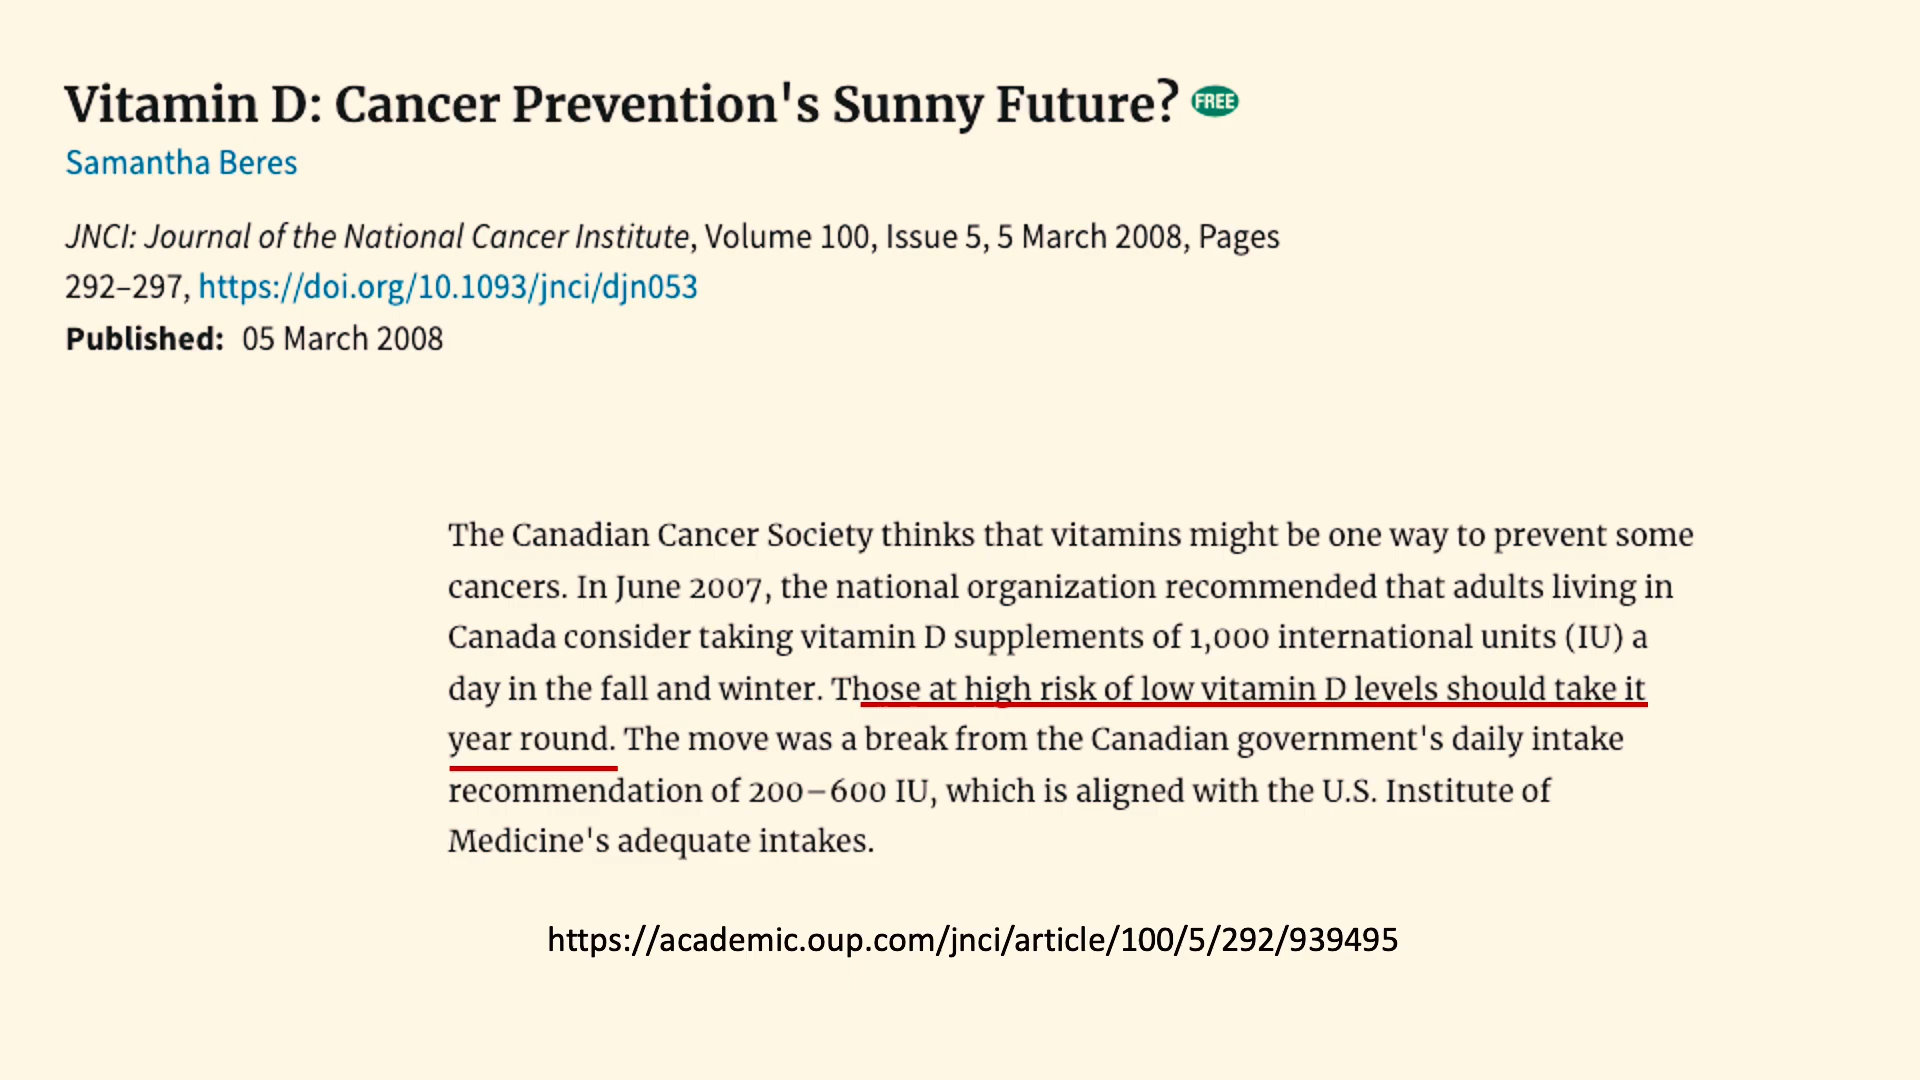 Vitamin D: Cancer Prevention's Sunny Future? FREE
Samantha Beres
JNCI: Journal of the National Cancer Institute, Volume 100, Issue 5, 5 March 2008, Pages
292–297, https://doi.org/10.1093/jnci/djn053
Published: 05 March 2008
The Canadian Cancer Society thinks that vitamins might be one way to prevent some
cancers. In June 2007, the national organization recommended that adults living in
Canada consider taking vitamin D supplements of 1,000 international units (IU) a
day in the fall and winter. Those at high risk of low vitamin D levels should take it
year round. The move was a break from the Canadian government's daily intake
recommendation of 200–600 IU, which is aligned with the U.S. Institute of
Medicine's adequate intakes.
https://academic.oup.com/jnci/article/100/5/292/939495